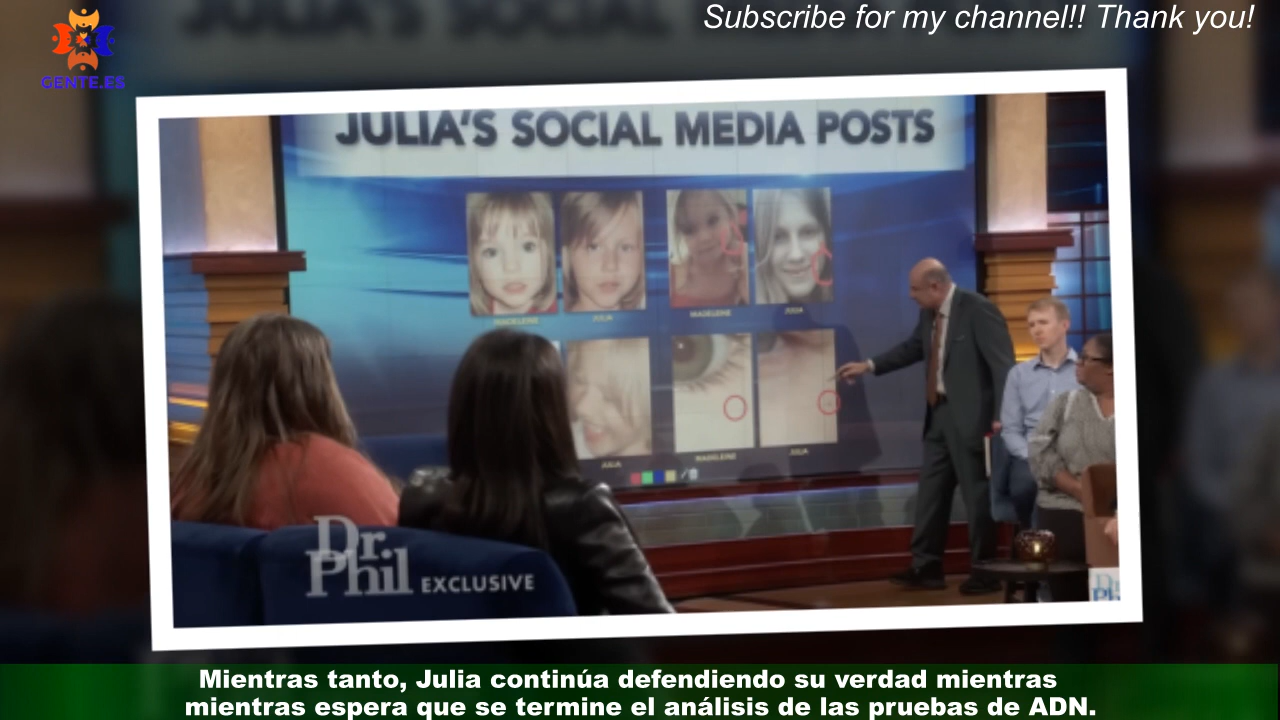 Subscribe for my channel!! Thank you!
GENTE.ES
JULIA'S SOCIAL MEDIA POSTS
MADELEINE
JULIA
MADELEINE
JULIA
JULIA
MADELEINE
JULIA
Dr.
Phil EXCLUSIVE
Dr.
Ph
Mientras tanto, Julia continúa defendiendo su verdad mientras
mientras espera que se termine el análisis de las pruebas de ADN.